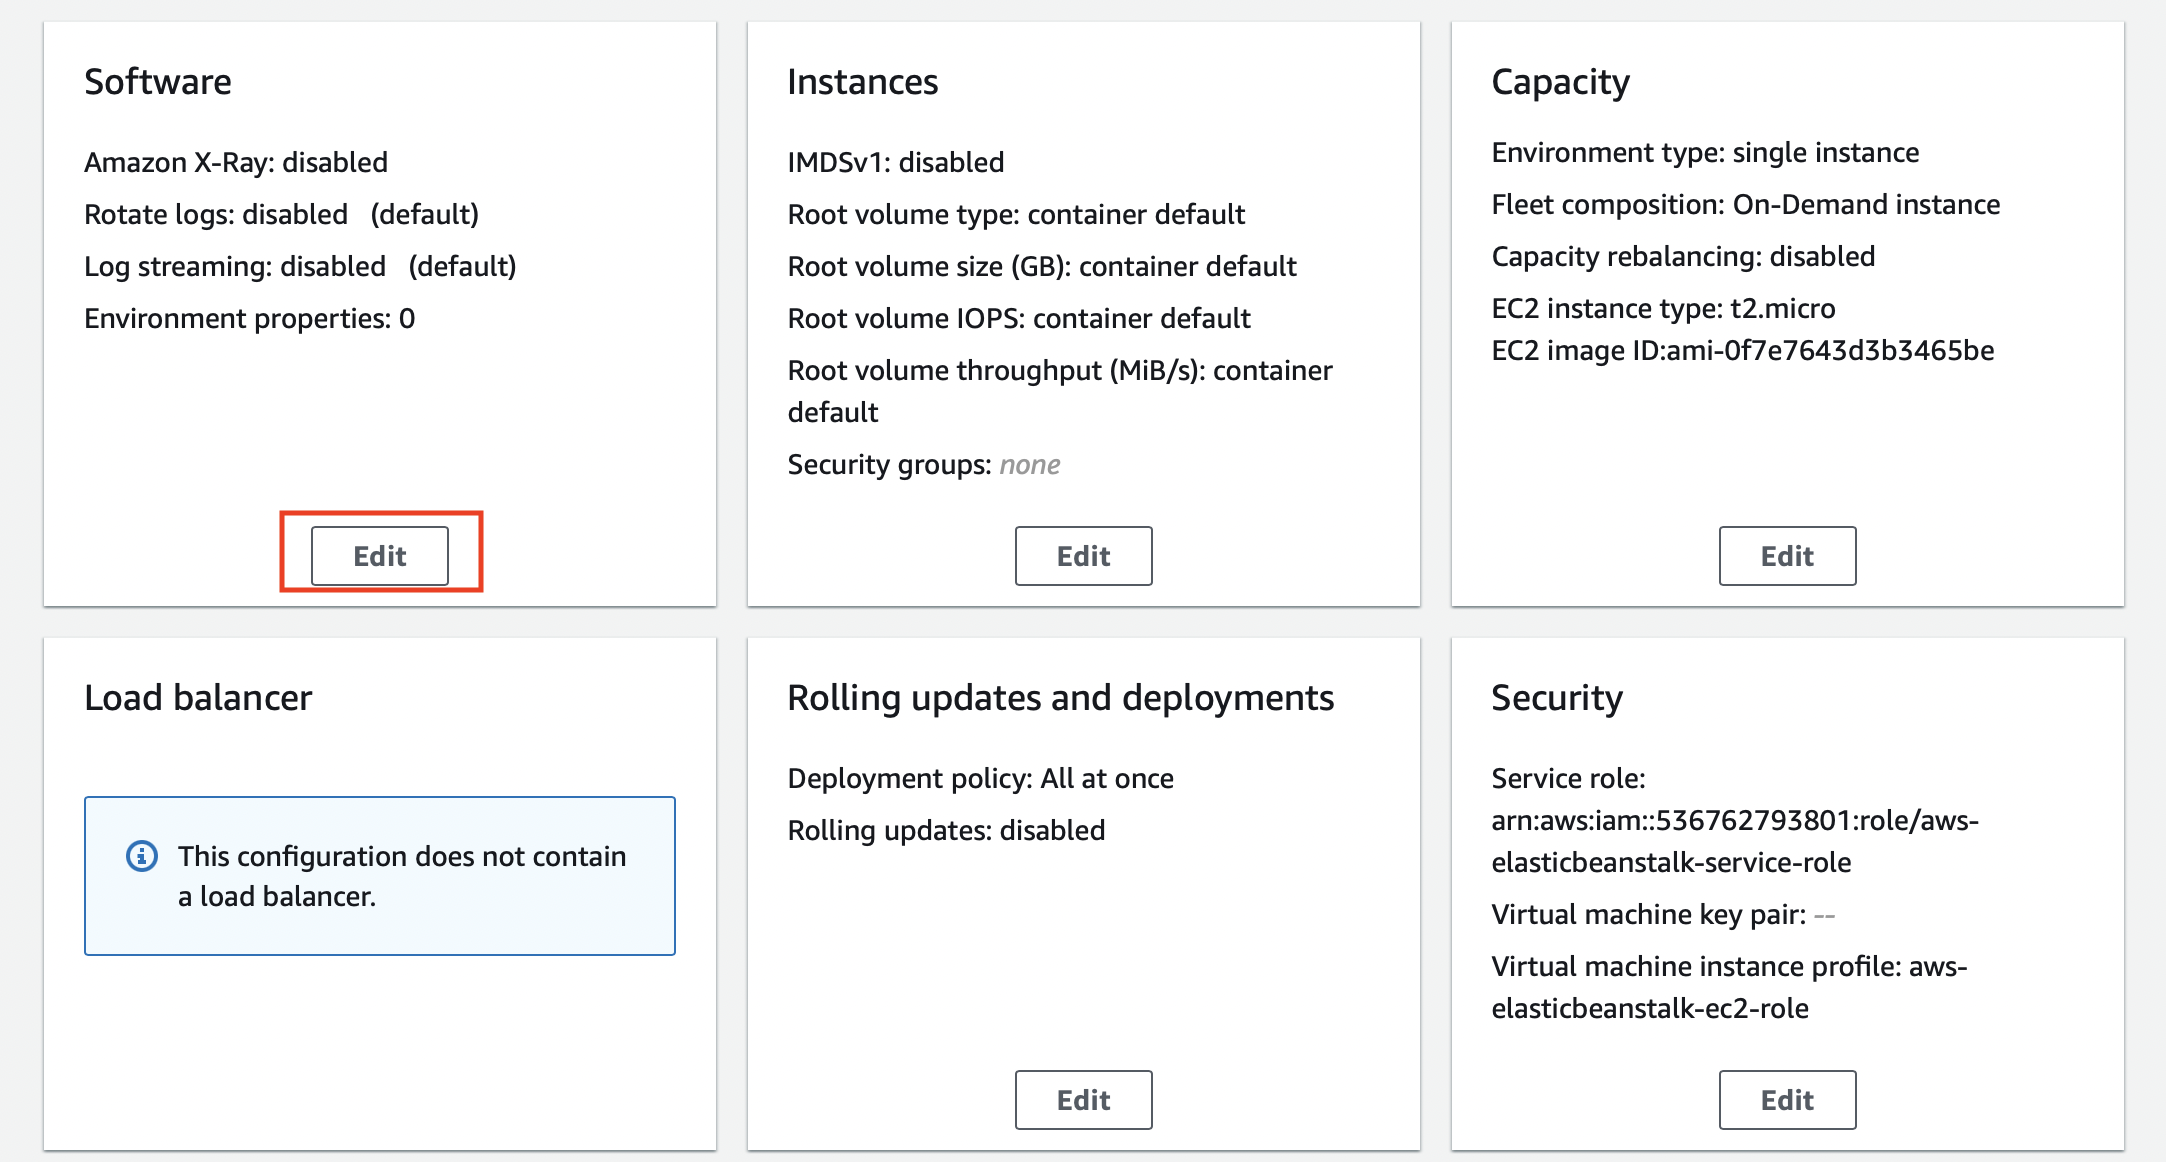 Software
Amazon X-Ray: disabled
Rotate logs: disabled (default)
Log streaming: disabled (default)
Environment properties: 0
Edit
Instances
IMDSv1: disabled
Root volume type: container default
Root volume size (GB): container default
Root volume IOPS: container default
Root volume throughput (MiB/s): container
default
Security groups: none
Edit
Capacity
Environment type: single instance
Fleet composition: On-Demand instance
Capacity rebalancing: disabled
EC2 instance type: t2.micro
EC2 image ID:ami-0f7e7643d3b3465be
Edit
Load balancer
This configuration does not contain
a load balancer.
Rolling updates and deployments
Deployment policy: All at once
Rolling updates: disabled
Edit
Security
Service role:
arn:aws:iam::536762793801:role/aws-
elasticbeanstalk-service-role
Virtual machine key pair: --
Virtual machine instance profile: aws-
elasticbeanstalk-ec2-role
Edit